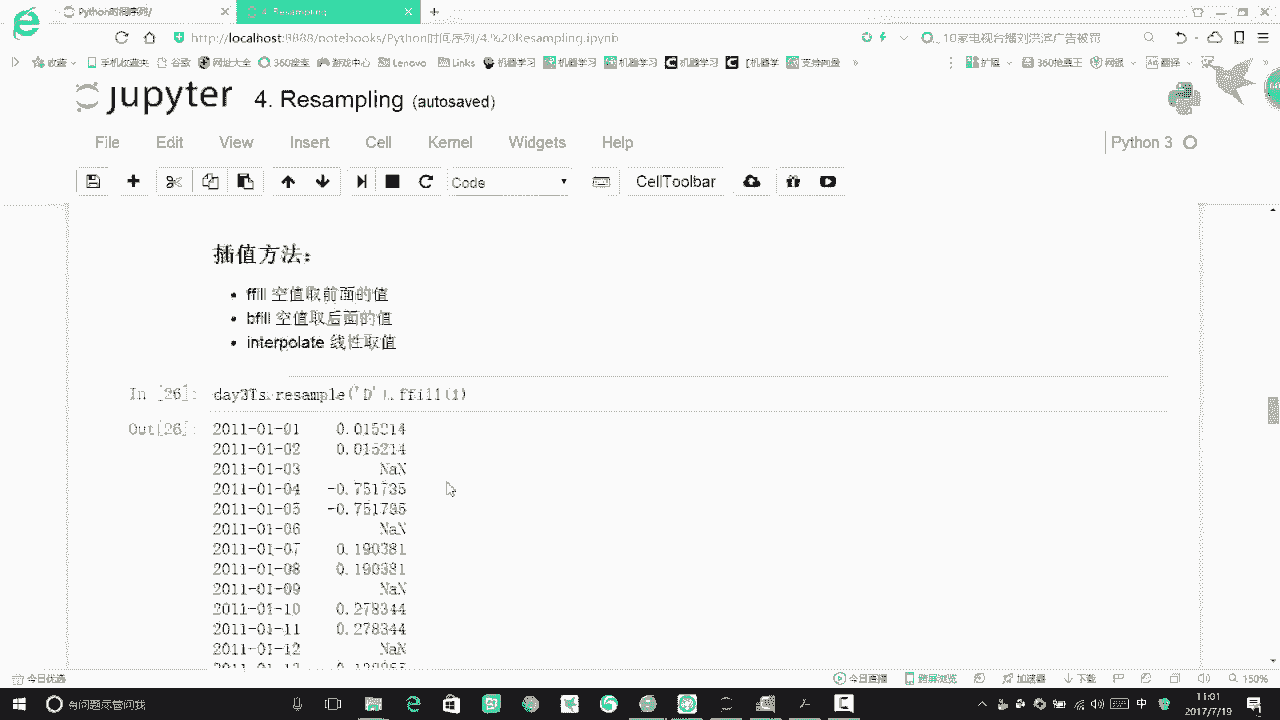 Python时间序列/
4. Resampling
http://localhost:8888/notebooks/Python时间序列/4.%20Resampling.ipynb
10家电视台播刘洪滨广告被罚
收藏
手机收藏夹
谷歌
网址大全
360搜索
游戏中心
Lenovo
Links
机器学习
机器学习
机器学习
机器学习
【机器学
扩展
360抢票王
网银
翻译
jupyter
4. Resampling (autosaved)
File Edit View Insert Cell Kernel Widgets Help
Python 3
Code
CellToolbar
插值方法:
ffill 空值取前面的值
bfill 空值取后面的值
interpolate 线性取值
In [26]: day3Ts.resample('D').ffill(1)
Out[26]: 2011-01-01 0.015214
2011-01-02 0.015214
2011-01-03 NaN
2011-01-04 -0.751735
2011-01-05 -0.751735
2011-01-06 NaN
2011-01-07 0.190381
2011-01-08 0.190381
2011-01-09 NaN
2011-01-10 0.278344
2011-01-11 0.278344
2011-01-12 NaN
今日优选
今日直播
跨屏浏览
加速器
下载
150%
有问题尽管问我
中
11:01
2017/7/19